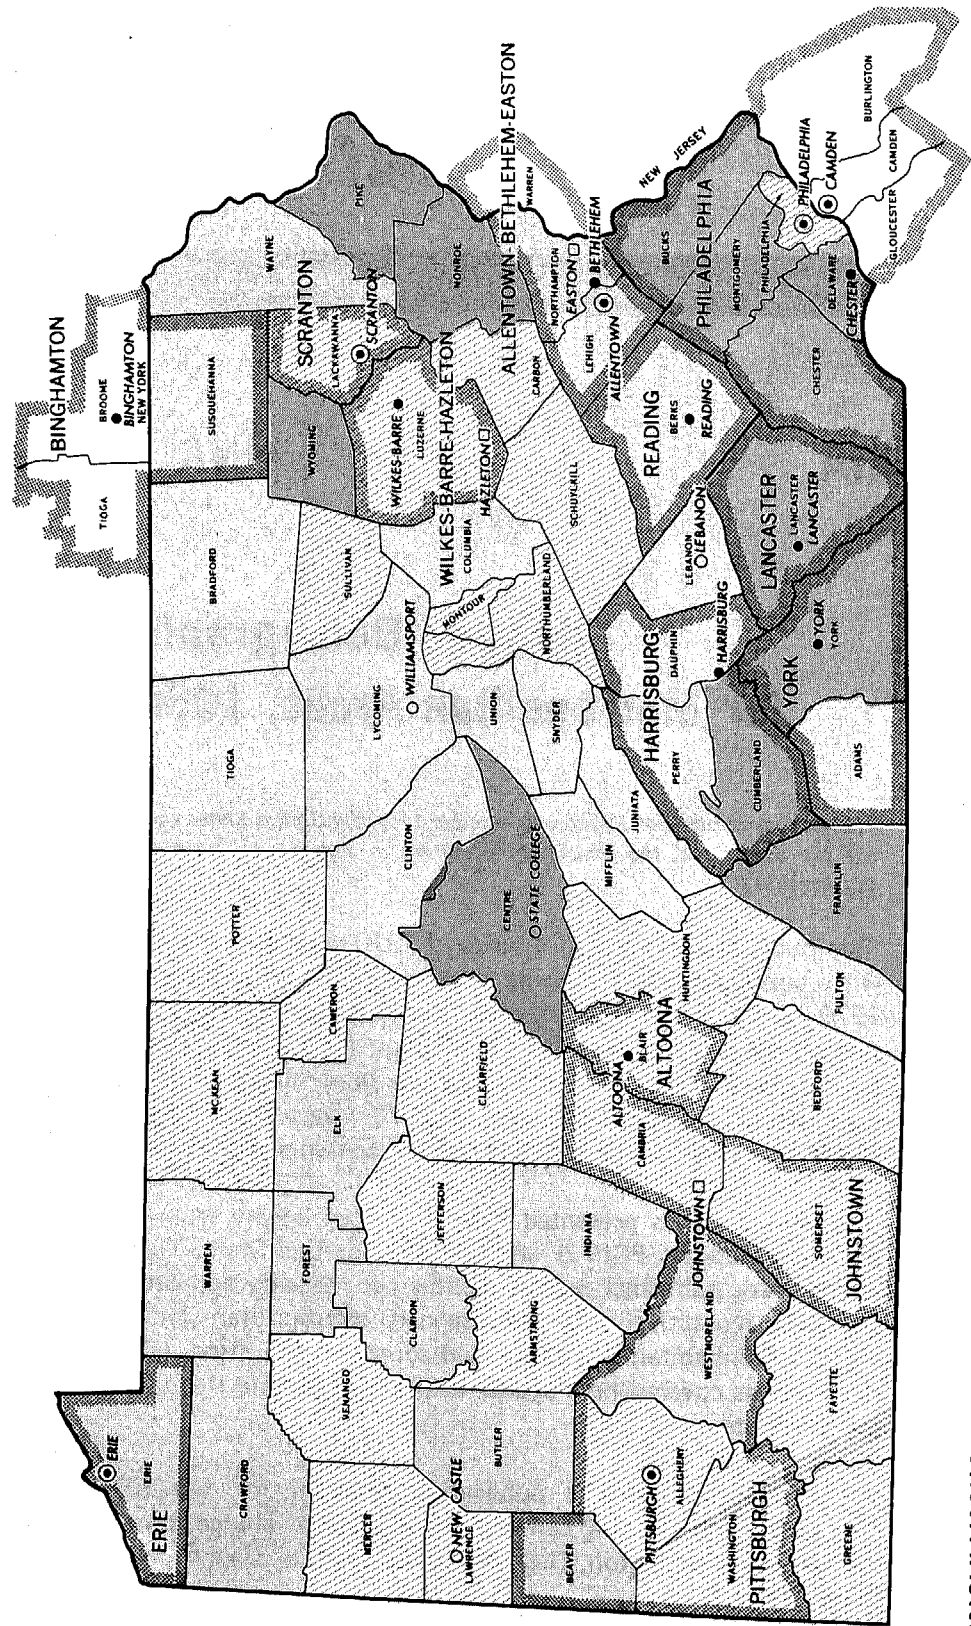 ERIE
ERIE
ERIE
CRAWFORD
WARREN
MC KEAN
POTTER
TIOGA
BRADFORD
SUSQUEHANNA
WAYNE
TIOGA
BROOME
BINGHAMTON
BINGHAMTON
NEW YORK
MERCER
VENANGO
FOREST
ELK
CAMERON
CLINTON
LYCOMING
WILLIAMSPORT
SULLIVAN
WYOMING
LACKAWANNA
SCRANTON
SCRANTON
PIKE
NEW CASTLE
LAWRENCE
BUTLER
CLARION
JEFFERSON
CLEARFIELD
CENTRE
STATE COLLEGE
UNION
SNYDER
MONTOUR
NORTHUMBERLAND
COLUMBIA
WILKES-BARRE
LUZERNE
HAZLETON
WILKES-BARRE-HAZLETON
MONROE
CARBON
SCHUYLKILL
ALLENTOWN-BETHLEHEM-EASTON
WARREN
NORTHAMPTON
EASTON
BETHLEHEM
LEHIGH
ALLENTOWN
BEAVER
ARMSTRONG
INDIANA
CAMBRIA
ALTOONA
BLAIR
ALTOONA
HUNTINGDON
MIFFLIN
JUNIATA
PERRY
HARRISBURG
DAUPHIN
HARRISBURG
LEBANON
LEBANON
READING
BERKS
READING
BUCKS
NEW JERSEY
PITTSBURGH
ALLEGHENY
WASHINGTON
PITTSBURGH
WESTMORELAND
JOHNSTOWN
SOMERSET
JOHNSTOWN
BEDFORD
FULTON
FRANKLIN
CUMBERLAND
ADAMS
YORK
YORK
YORK
LANCASTER
LANCASTER
LANCASTER
CHESTER
PHILADELPHIA
MONTGOMERY
PHILADELPHIA
DELAWARE
CHESTER
PHILADELPHIA
CAMDEN
GLOUCESTER
CAMDEN
BURLINGTON
GREENE
FAYETTE